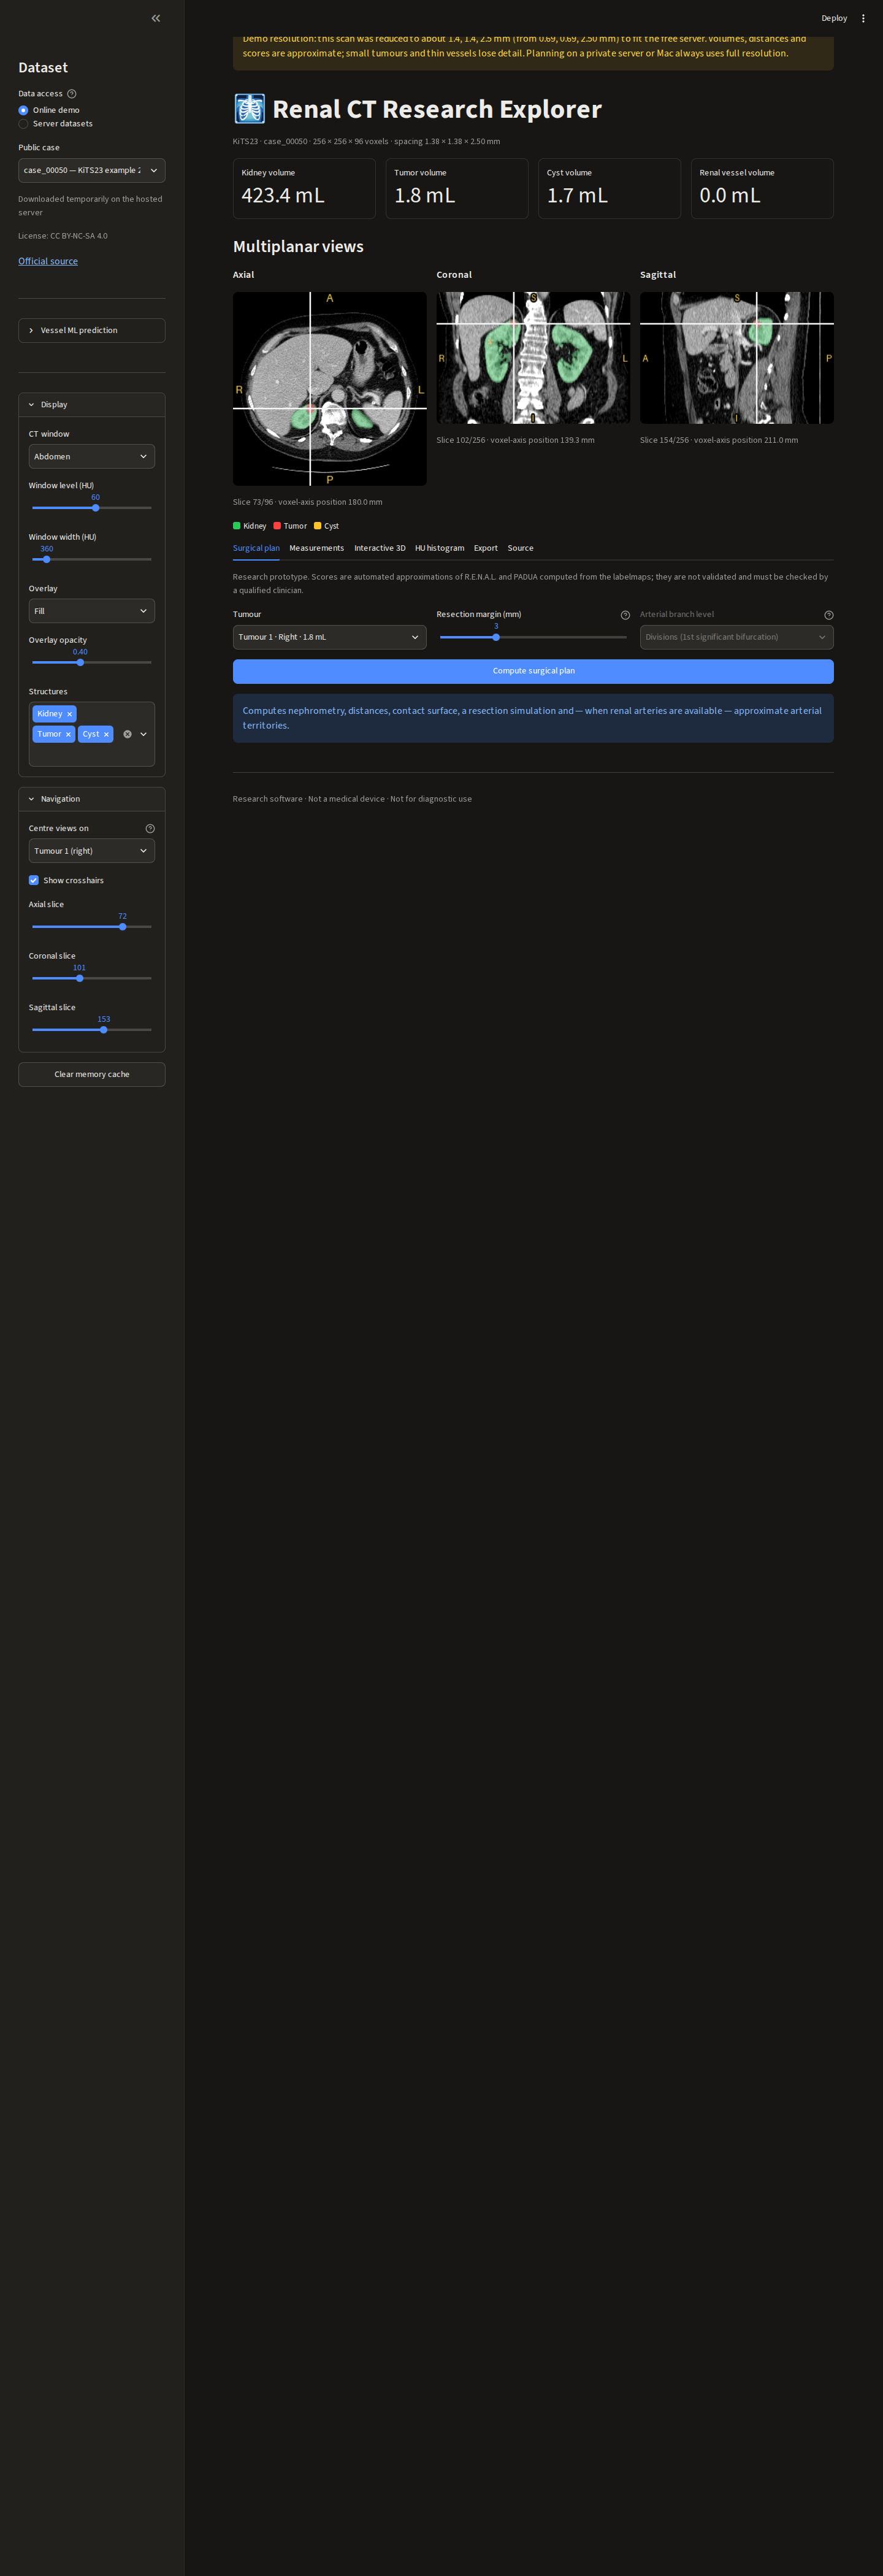 Deploy
Dataset
Data access
Online demo
Server datasets
Public case
case_00050 — KiTS23 example 2
Downloaded temporarily on the hosted
server
License: CC BY-NC-SA 4.0
Official source
Vessel ML prediction
Display
CT window
Abdomen
Window level (HU)
60
Window width (HU)
360
Overlay
Fill
Overlay opacity
0.40
Structures
Kidney
Tumor
Cyst
Navigation
Centre views on
Tumour 1 (right)
Show crosshairs
Axial slice
72
Coronal slice
101
Sagittal slice
153
Clear memory cache
Demo resolution: this scan was reduced to about 1.4, 1.4, 2.5 mm (from 0.69, 0.69, 2.50 mm) to fit the free server. Volumes, distances and
scores are approximate; small tumours and thin vessels lose detail. Planning on a private server or Mac always uses full resolution.
Renal CT Research Explorer
KiTS23 · case_00050 · 256 × 256 × 96 voxels · spacing 1.38 × 1.38 × 2.50 mm
Kidney volume
423.4 mL
Tumor volume
1.8 mL
Cyst volume
1.7 mL
Renal vessel volume
0.0 mL
Multiplanar views
Axial
Coronal
Sagittal
A
R
L
P
S
R
L
I
S
A
P
I
Slice 73/96 · voxel-axis position 180.0 mm
Slice 102/256 · voxel-axis position 139.3 mm
Slice 154/256 · voxel-axis position 211.0 mm
Kidney Tumor Cyst
Surgical plan Measurements Interactive 3D HU histogram Export Source
Research prototype. Scores are automated approximations of R.E.N.A.L. and PADUA computed from the labelmaps; they are not validated and must be checked by
a qualified clinician.
Tumour
Tumour 1 · Right · 1.8 mL
Resection margin (mm)
3
Arterial branch level
Divisions (1st significant bifurcation)
Compute surgical plan
Computes nephrometry, distances, contact surface, a resection simulation and — when renal arteries are available — approximate arterial
territories.
Research software · Not a medical device · Not for diagnostic use